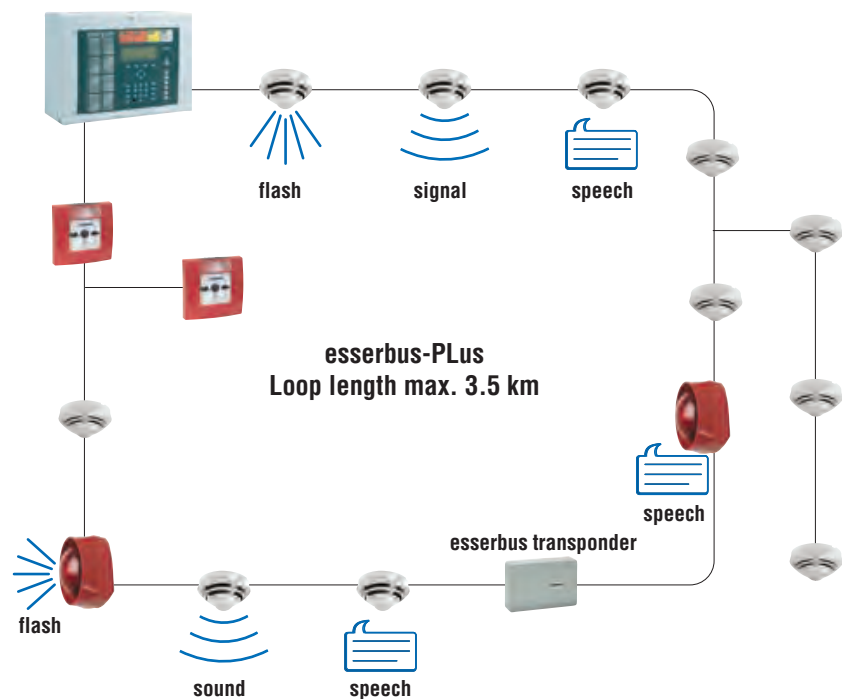 flash
signal
speech
esserbus-PLus
Loop length max. 3.5 km
speech
esserbus transponder
flash
sound
speech